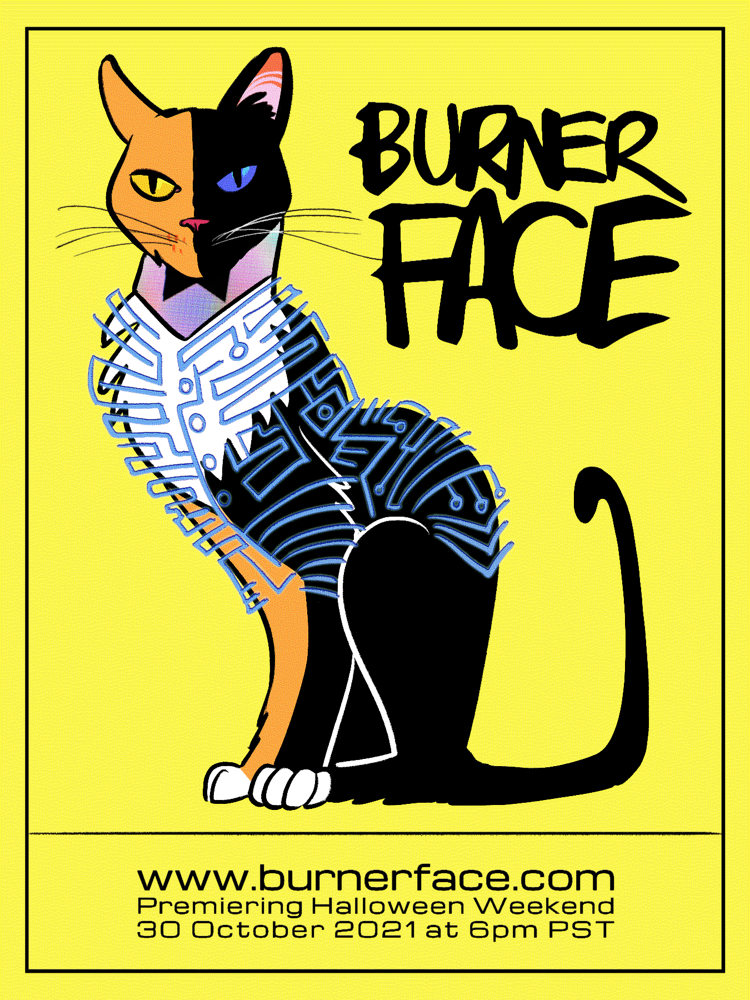 BURNER
FACE
www.burnerface.com
Premiering Halloween Weekend
30 October 2021 at 6pm PST